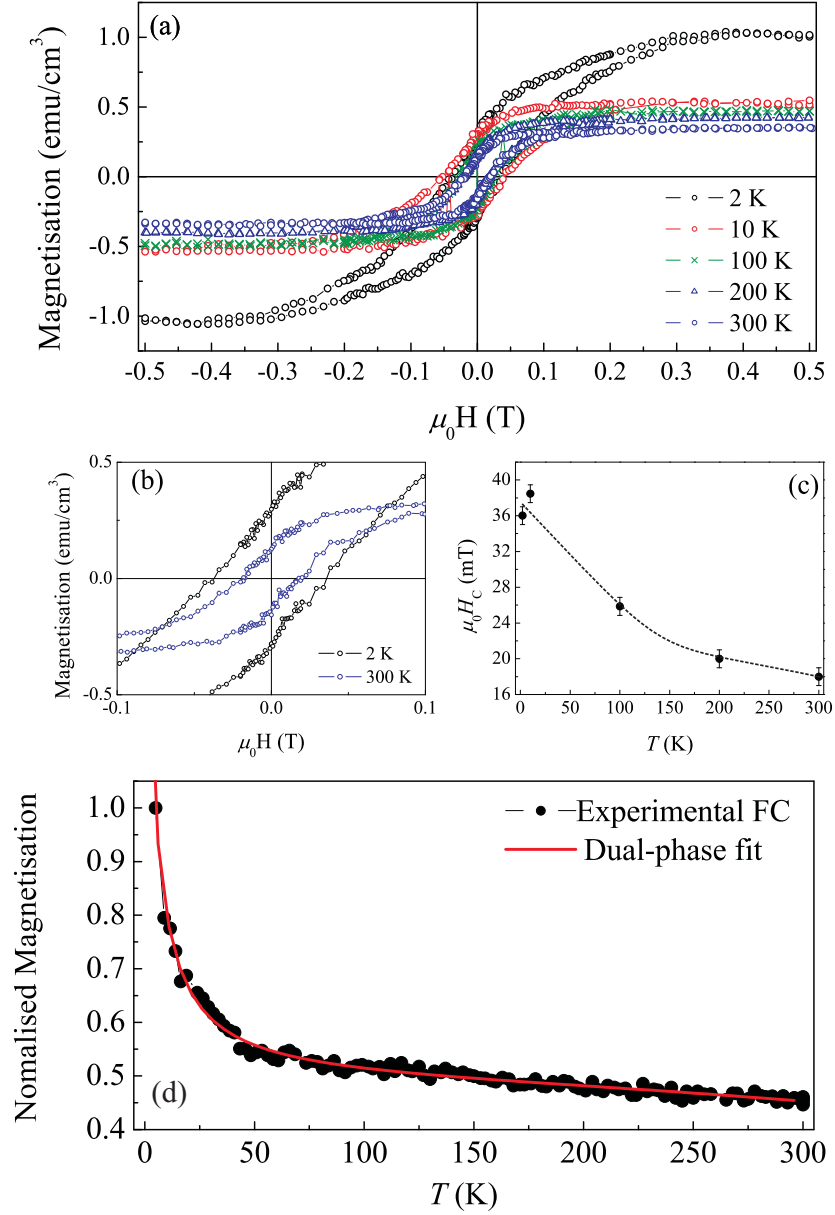 (a)
Magnetisation (emu/cm³)
1.0
0.5
0.0
-0.5
-1.0
2 K
10 K
100 K
200 K
300 K
-0.5 -0.4 -0.3 -0.2 -0.1 0.0 0.1 0.2 0.3 0.4 0.5
μ₀H (T)
(b)
Magnetisation (emu/cm³)
0.5
0.0
-0.5
2 K
300 K
-0.1 0.0 0.1
μ₀H (T)
(c)
μ₀H_C (mT)
40
36
32
28
24
20
16
0 50 100 150 200 250 300
T (K)
Nomalised Magnetisation
1.0
0.9
0.8
0.7
0.6
0.5
0.4
Experimental FC
Dual-phase fit
(d)
0 50 100 150 200 250 300
T (K)